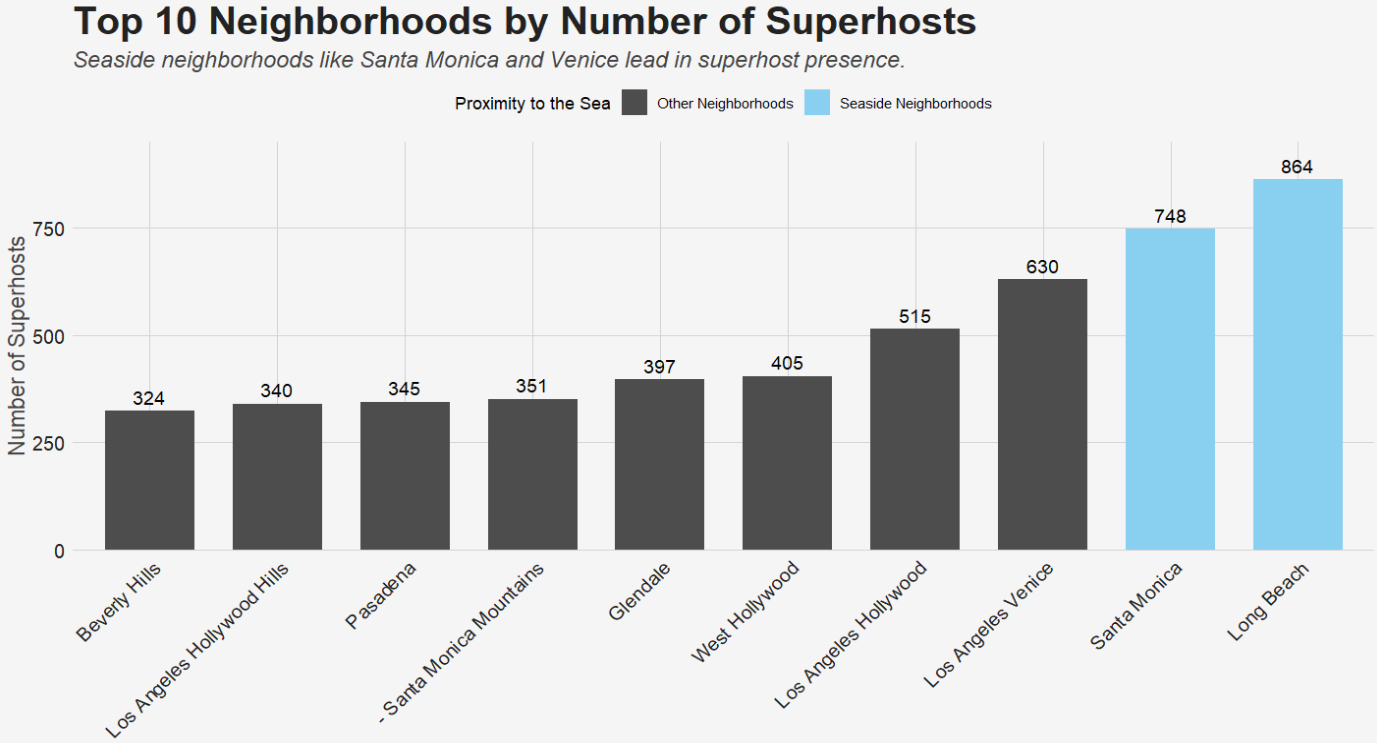 Top 10 Neighborhoods by Number of Superhosts
Seaside neighborhoods like Santa Monica and Venice lead in superhost presence.
Proximity to the Sea Other Neighborhoods Seaside Neighborhoods
Number of Superhosts
750
500
250
0
324
340
345
351
397
405
515
630
748
864
Beverly Hills
Los Angeles Hollywood Hills
Pasadena
- Santa Monica Mountains
Glendale
West Hollywood
Los Angeles Hollywood
Los Angeles Venice
Santa Monica
Long Beach